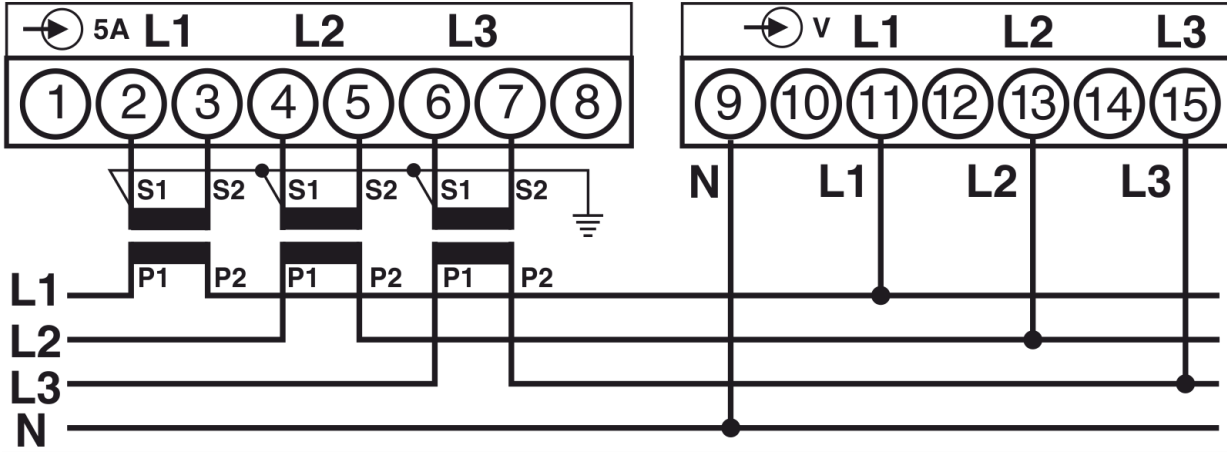 5A L1 L2 L3 V L1 L2 L3
1 2 3 4 5 6 7 8 9 10 11 12 13 14 15
S1 S2 S1 S2 S1 S2 N L1 L2 L3
P1 P2 P1 P2 P1 P2
L1
L2
L3
N